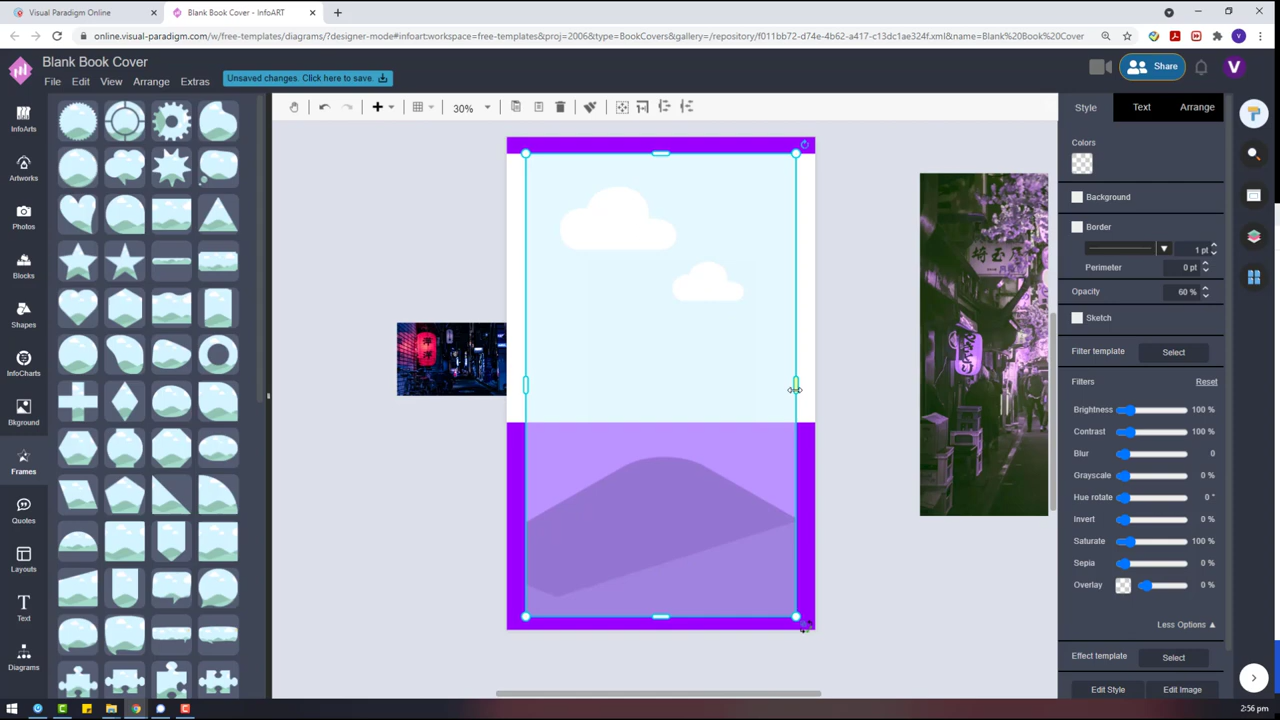 Visual Paradigm Online
Blank Book Cover - InfoART
online.visual-paradigm.com/w/free-templates/diagrams/?designer-mode#infoartworkspace=free-templates&proj=2006&type=BookCovers&gallery=/repository/f011bb72-d74e-4b62-a417-c13dc1ae324f.xml&name=Blank%20Book%20Cover
V
Blank Book Cover
File Edit View Arrange Extras
Unsaved changes. Click here to save.
Share
V
InfoArts
Artworks
Photos
Blocks
Shapes
InfoCharts
Bkground
Frames
Quotes
Layouts
Text
Diagrams
30%
埼玉屋
Style Text Arrange
Colors
Background
Border
1 pt
Perimeter 0 pt
Opacity 60 %
Sketch
Filter template Select
Filters Reset
Brightness 100 %
Contrast 100 %
Blur 0
Grayscale 0 %
Hue rotate 0 °
Invert 0 %
Saturate 100 %
Sepia 0 %
Overlay 0 %
Less Options
Effect template Select
Edit Style Edit Image
2:56 pm